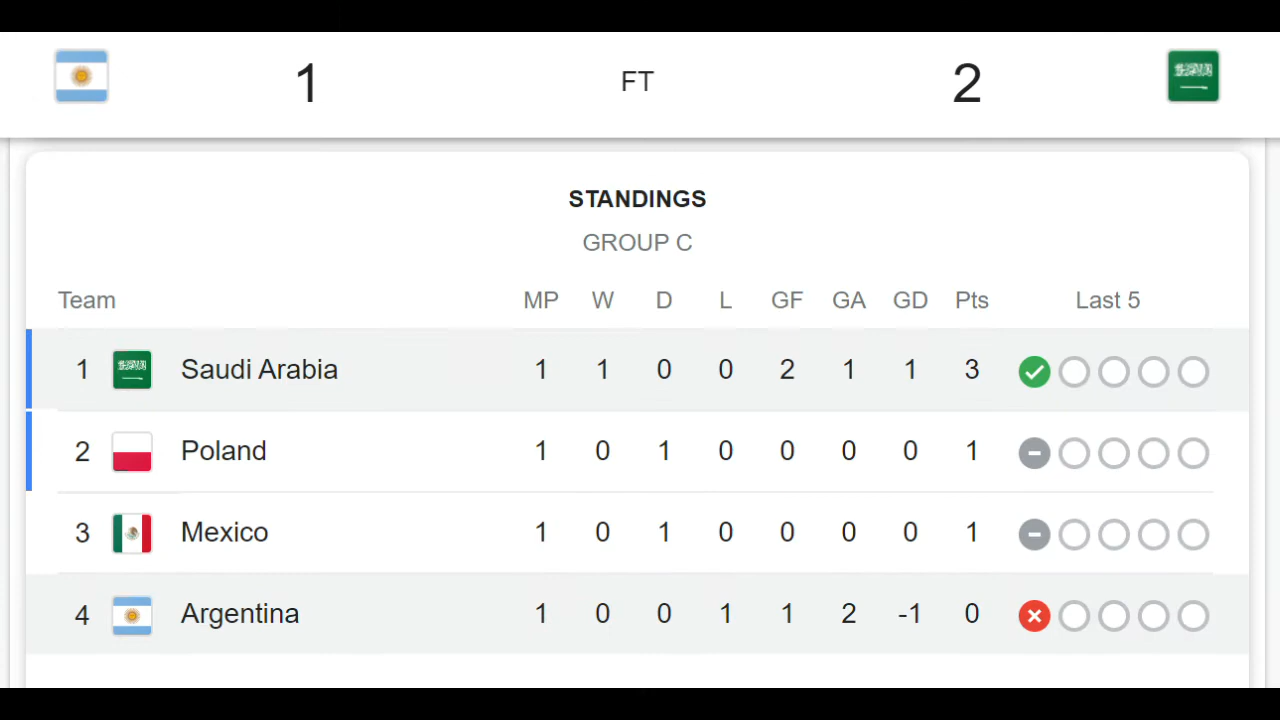 1 FT 2
STANDINGS
GROUP C
Team MP W D L GF GA GD Pts Last 5
1 Saudi Arabia 1 1 0 0 2 1 1 3
2 Poland 1 0 1 0 0 0 0 1
3 Mexico 1 0 1 0 0 0 0 1
4 Argentina 1 0 0 1 1 2 -1 0